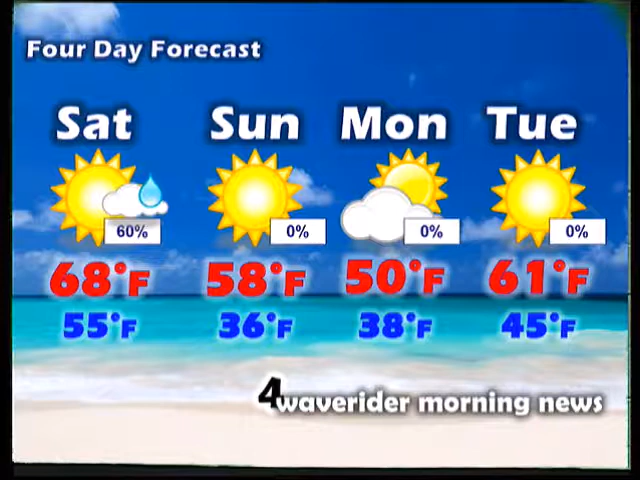 Four Day Forecast
Sat Sun Mon Tue
60% 0% 0% 0%
68°F 58°F 50°F 61°F
55°F 36°F 38°F 45°F
4waverider morning news